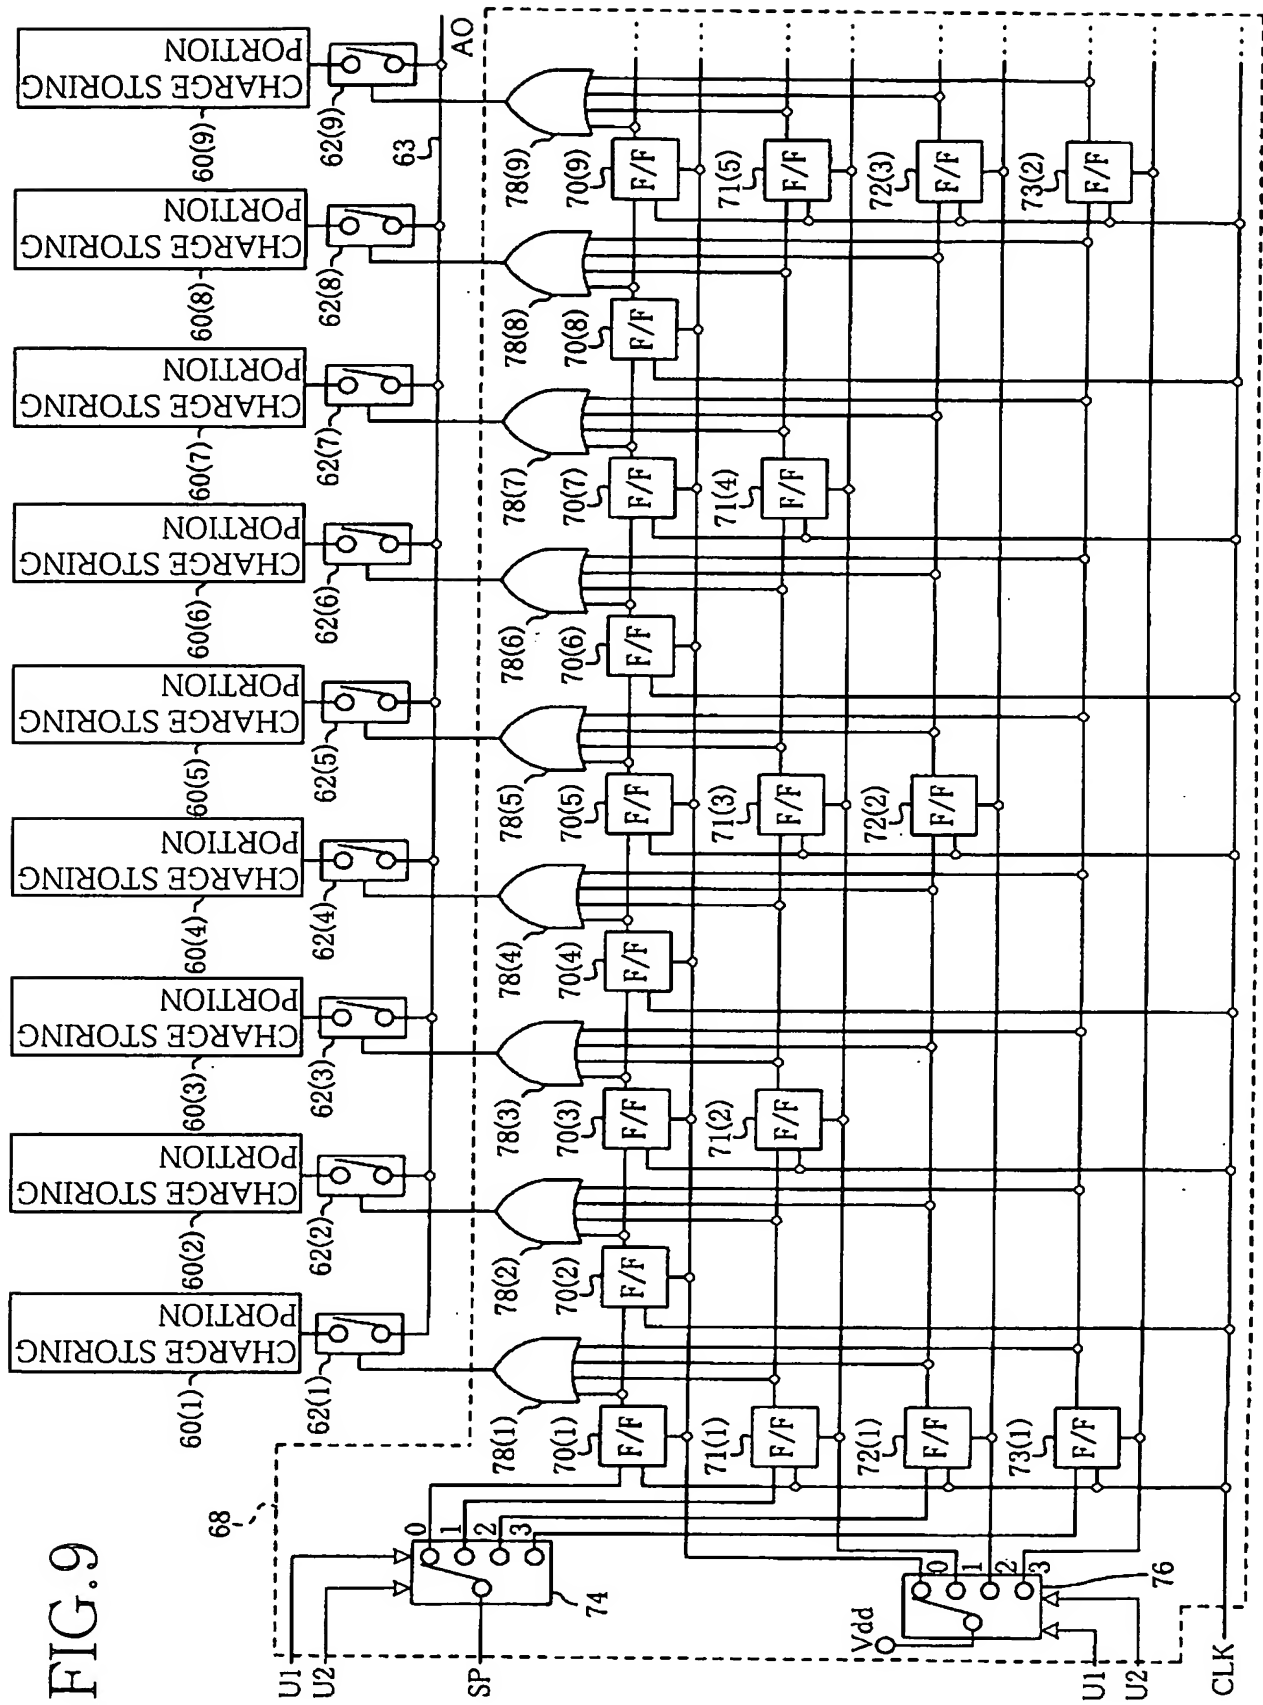 FIG.9
CHARGE STORING
PORTION
CHARGE STORING
PORTION
CHARGE STORING
PORTION
CHARGE STORING
PORTION
CHARGE STORING
PORTION
CHARGE STORING
PORTION
CHARGE STORING
PORTION
CHARGE STORING
PORTION
CHARGE STORING
PORTION
60(1) 60(2) 60(3) 60(4) 60(5) 60(6) 60(7) 60(8) 60(9)
62(1) 62(2) 62(3) 62(4) 62(5) 62(6) 62(7) 62(8) 62(9)
63
AO
68
U1
U2
SP
0
1
2
3
74
78(1) 78(2) 78(3) 78(4) 78(5) 78(6) 78(7) 78(8) 78(9)
70(1) 70(2) 70(3) 70(4) 70(5) 70(6) 70(7) 70(8) 70(9)
F/F F/F F/F F/F F/F F/F F/F F/F F/F
71(1) 71(2) 71(3) 71(4) 71(5)
F/F F/F F/F F/F F/F
72(1) 72(2) 72(3)
F/F F/F F/F
73(1) 73(2)
F/F F/F
Vdd
0
1
2
3
76
U1
U2
CLK